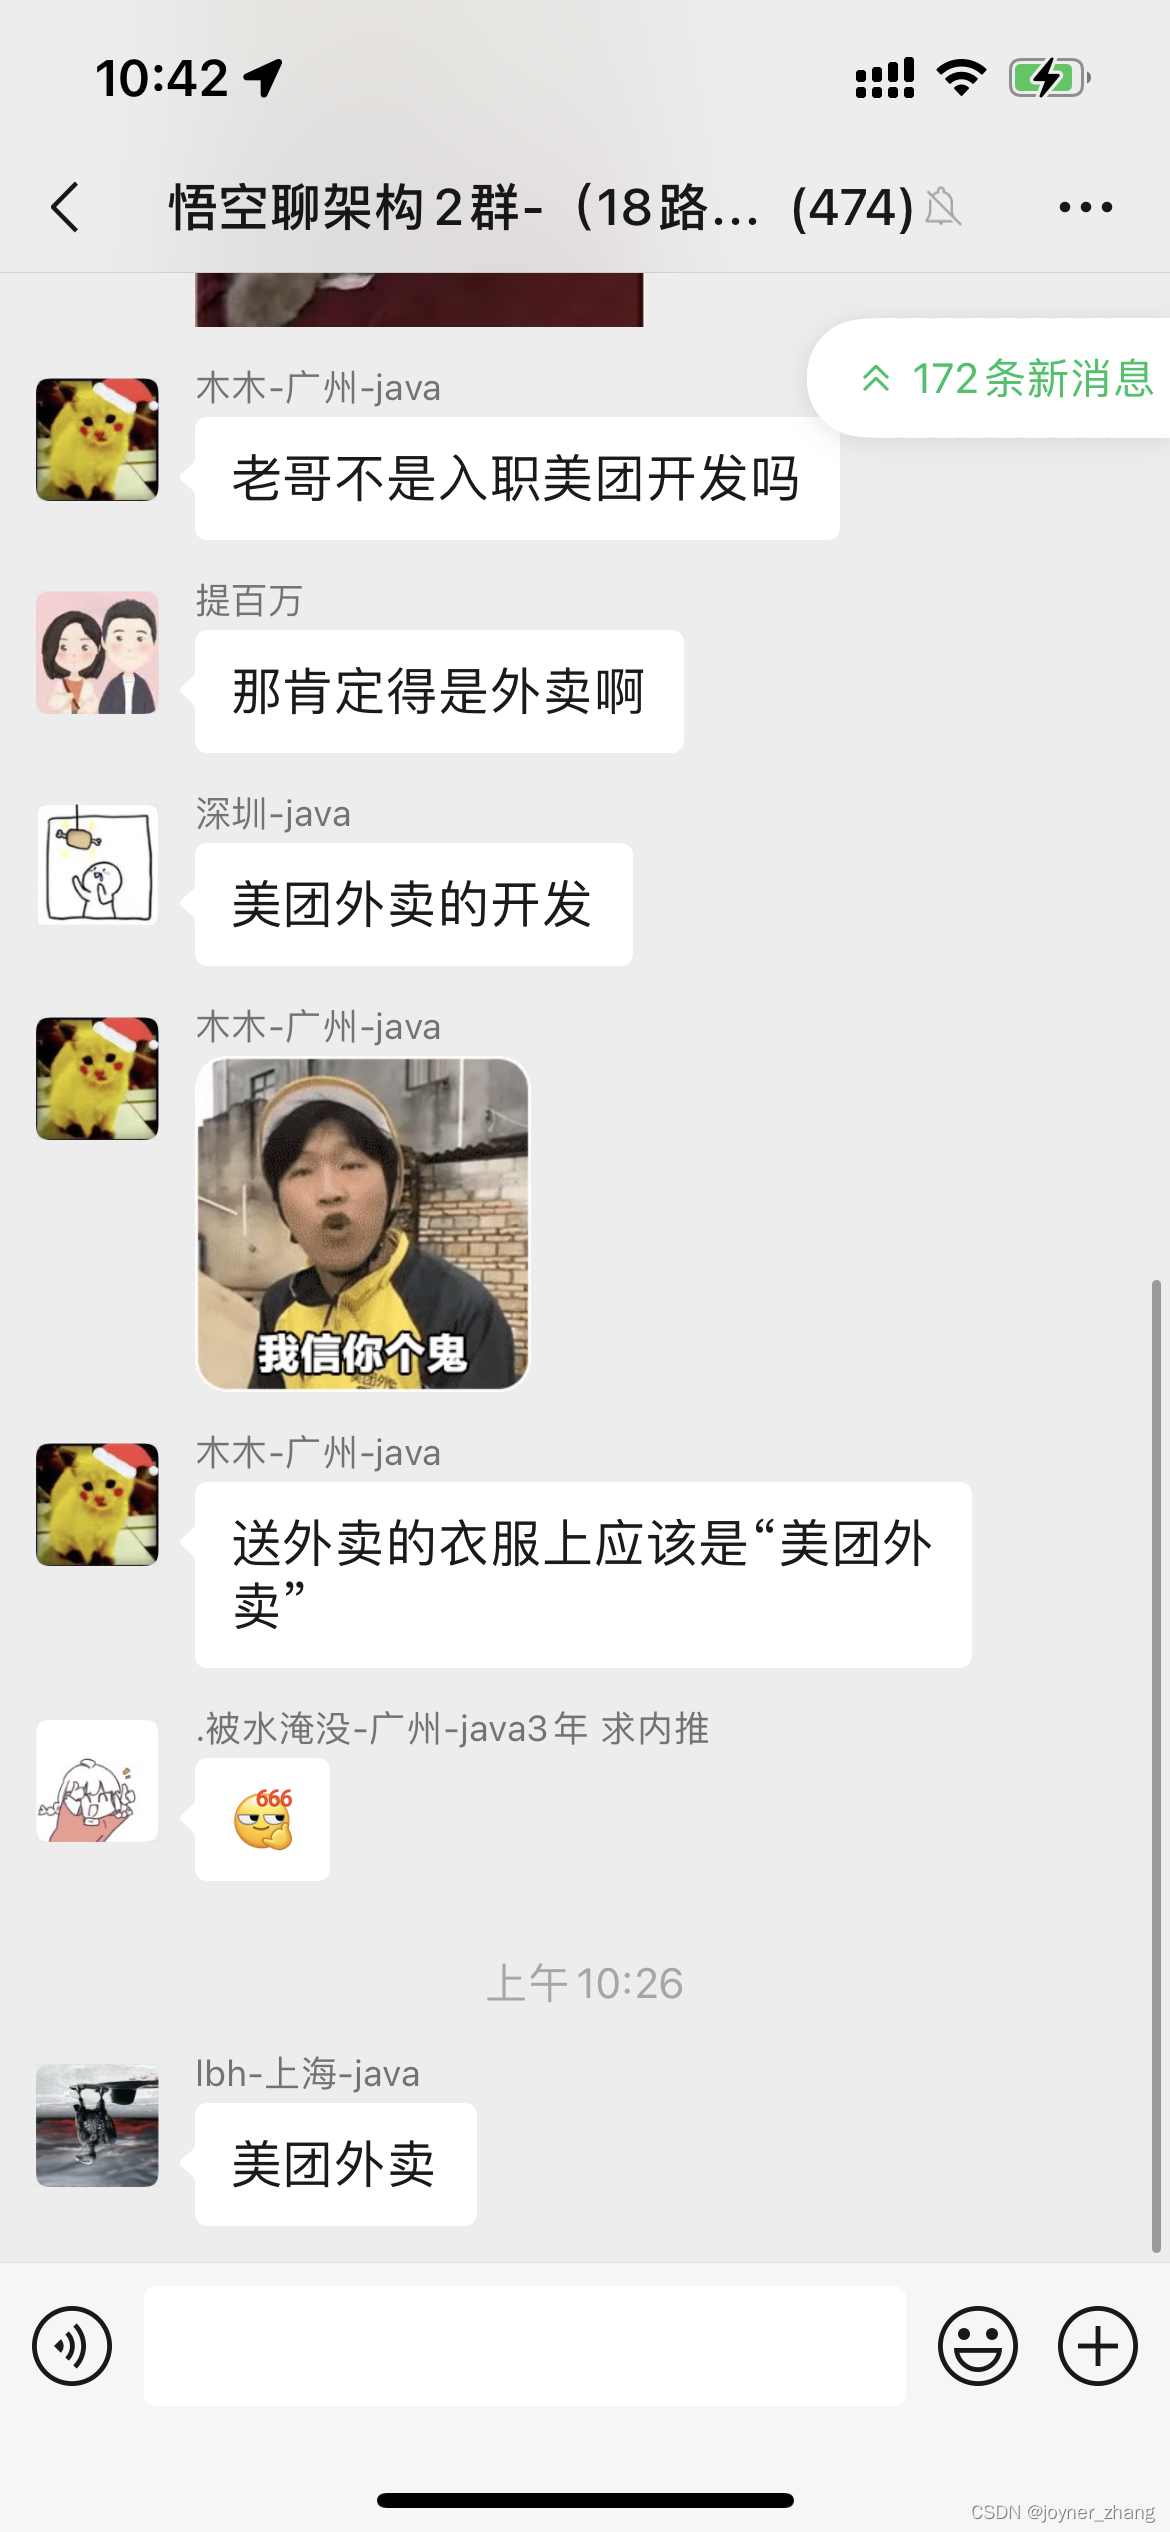 10:42
悟空聊架构2群-（18路... (474)
172条新消息
木木-广州-java
老哥不是入职美团开发吗
提百万
那肯定得是外卖啊
深圳-java
美团外卖的开发
木木-广州-java
我信你个鬼
美团外卖
木木-广州-java
送外卖的衣服上应该是“美团外
卖”
.被水淹没-广州-java3年 求内推
666
上午10:26
lbh-上海-java
美团外卖
CSDN @joyner_zhang